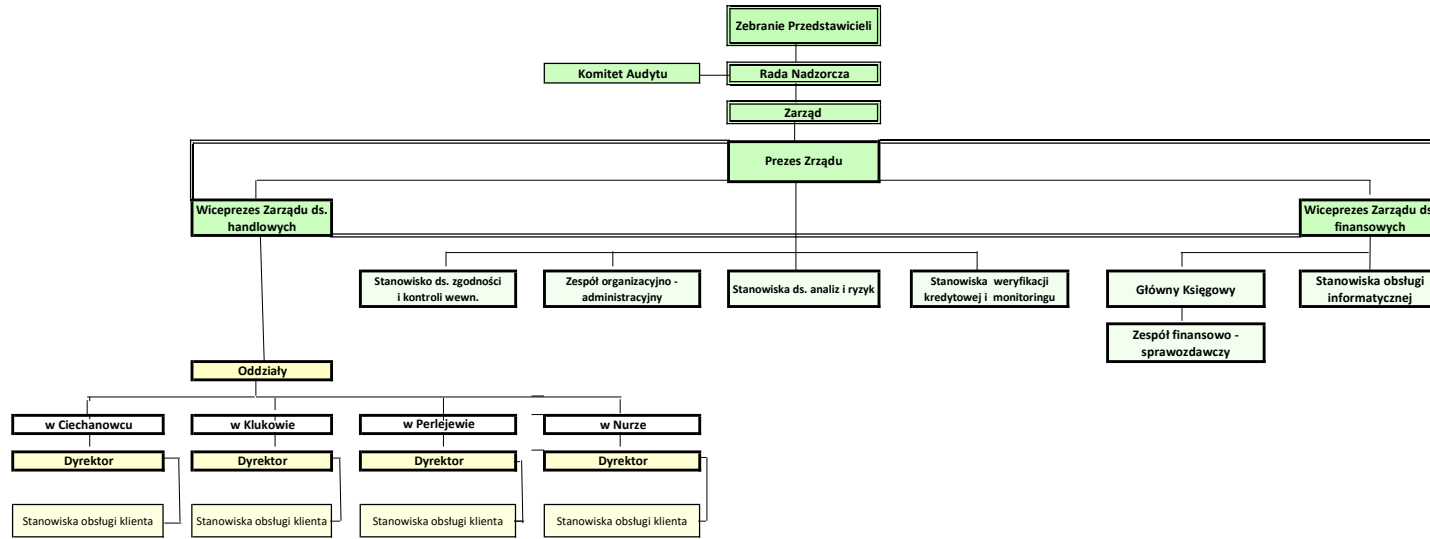 Zebranie Przedstawicieli
Komitet Audytu
Rada Nadzorcza
Zarząd
Prezes Zrządu
Wiceprezes Zarządu ds.
handlowych
Wiceprezes Zarządu ds
finansowych
Stanowisko ds. zgodności
i kontroli wewn.
Zespół organizacyjno -
administracyjny
Stanowiska ds. analiz i ryzyk
Stanowiska weryfikacji
kredytowej i monitoringu
Główny Księgowy
Stanowiska obsługi
informatycznej
Zespół finansowo -
sprawozdawczy
Oddziały
w Ciechanowcu
w Klukowie
w Perlejewie
w Nurze
Dyrektor
Dyrektor
Dyrektor
Dyrektor
Stanowiska obsługi klienta
Stanowiska obsługi klienta
Stanowiska obsługi klienta
Stanowiska obsługi klienta